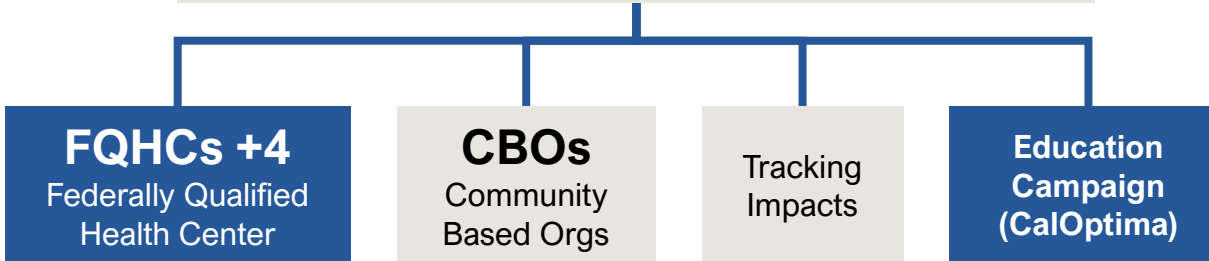 FQHCs +4
Federally Qualified
Health Center
CBOs
Community
Based Orgs
Tracking
Impacts
Education
Campaign
(CalOptima)